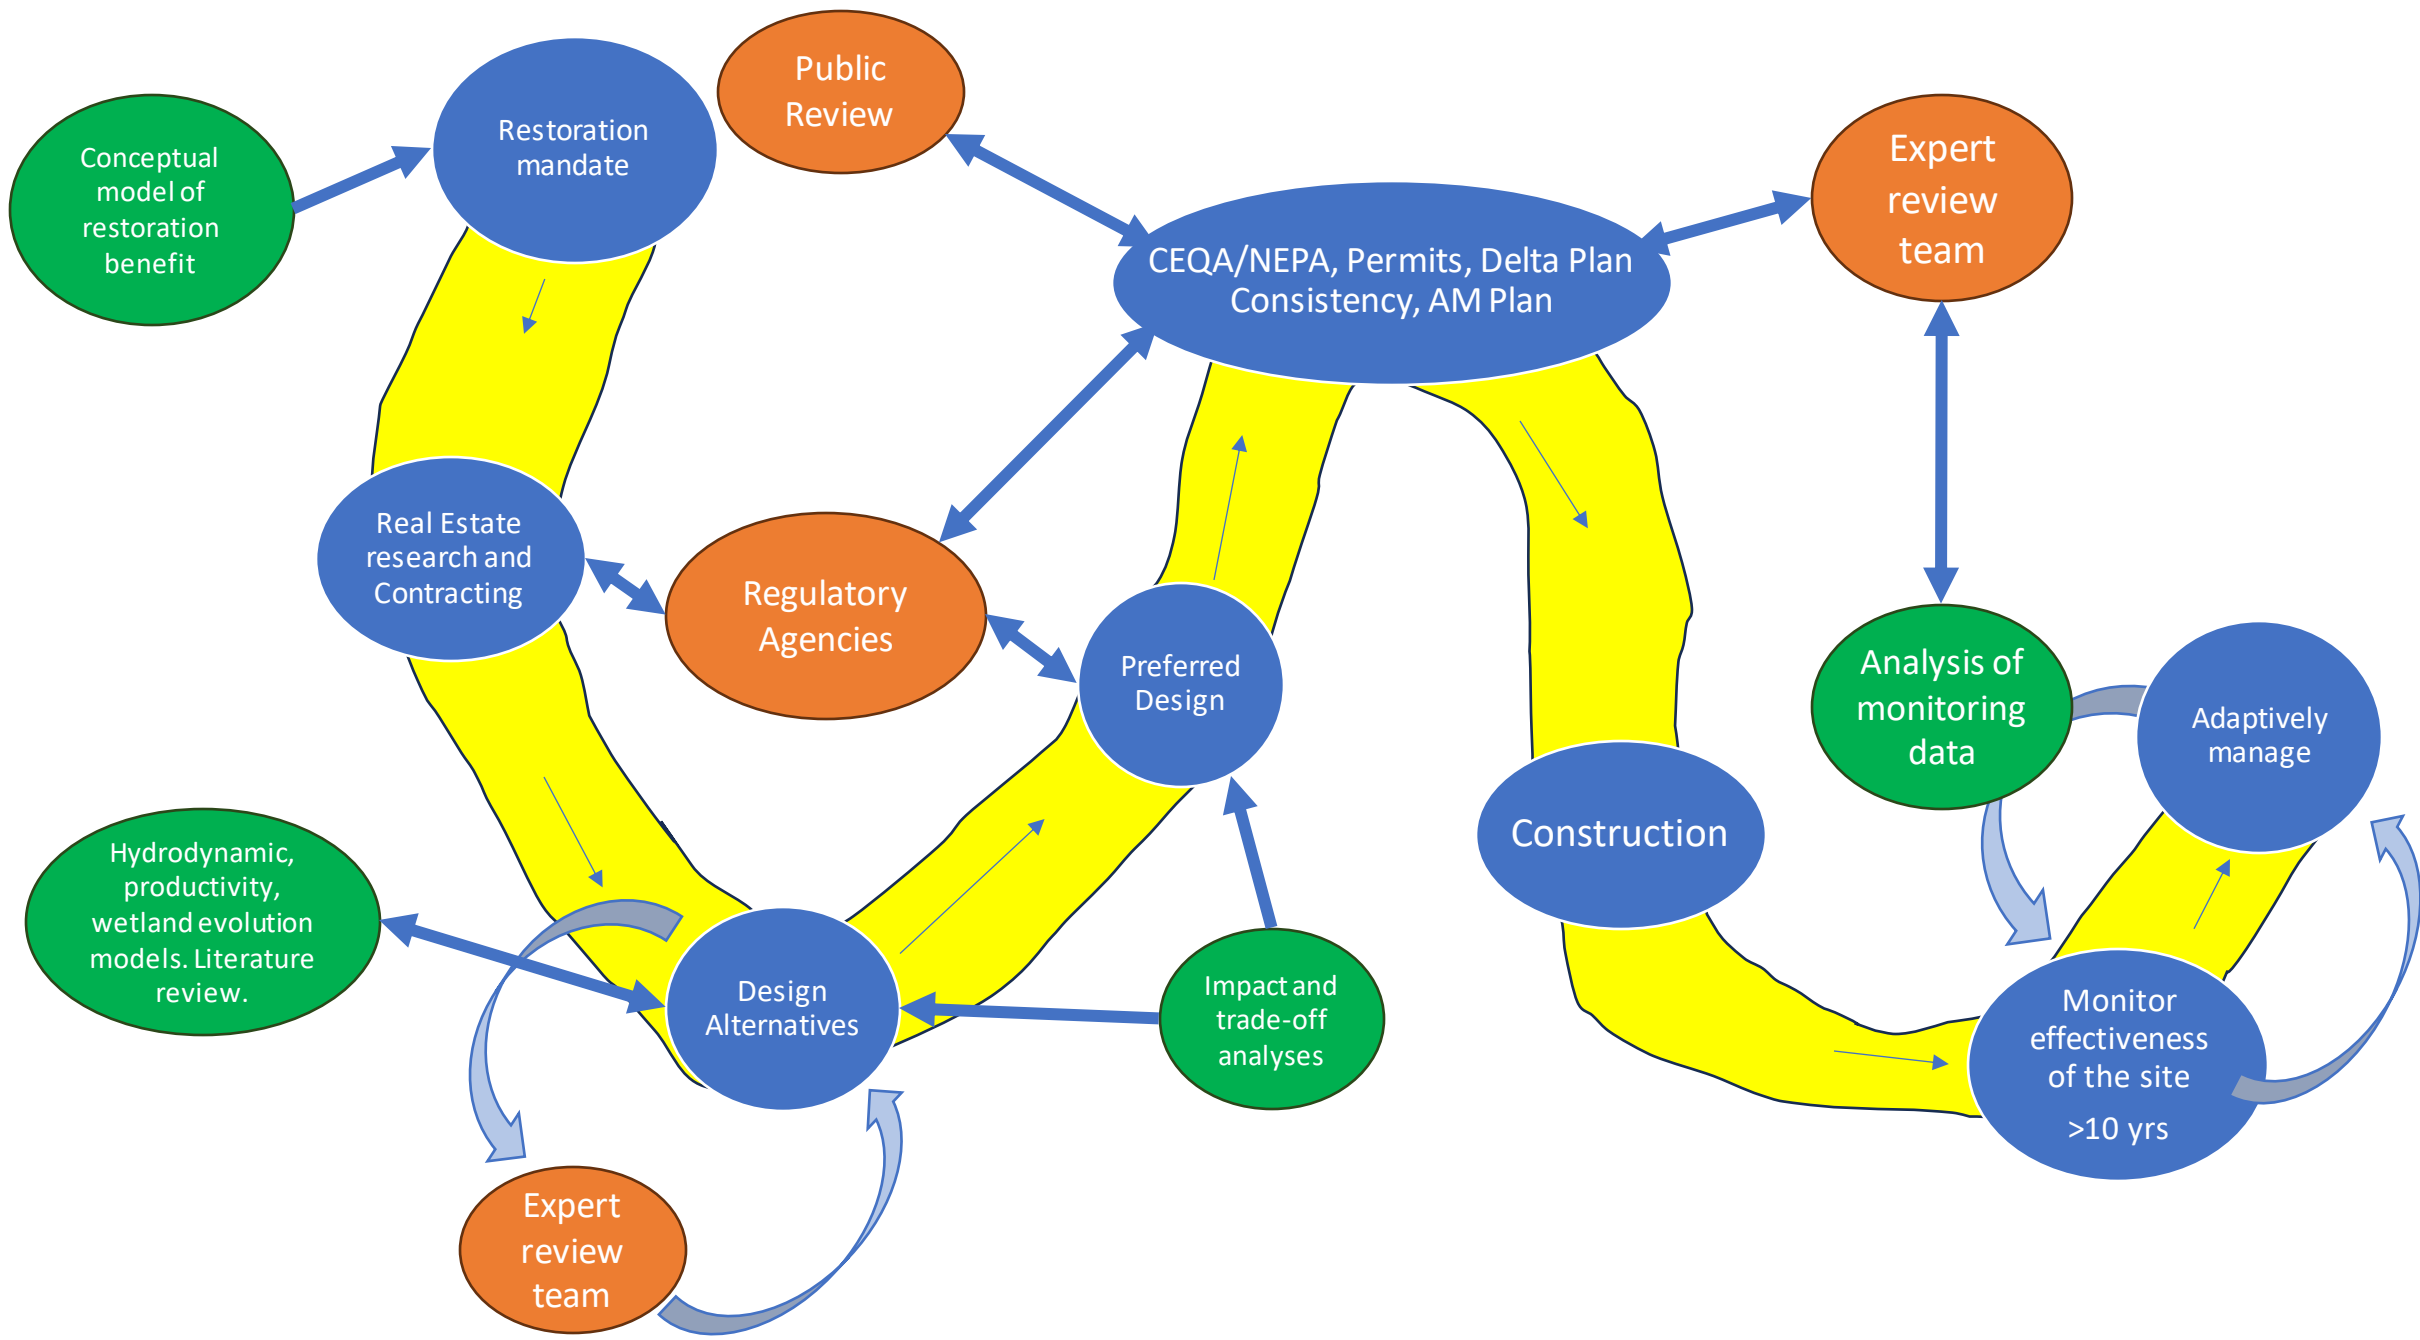 Conceptual
model of
restoration
benefit
Restoration
mandate
Public
Review
CEQA/NEPA, Permits, Delta Plan
Consistency, AM Plan
Expert
review
team
Real Estate
research and
Contracting
Regulatory
Agencies
Preferred
Design
Analysis of
monitoring
data
Adaptively
manage
Hydrodynamic,
productivity,
wetland evolution
models. Literature
review.
Design
Alternatives
Impact and
trade-off
analyses
Construction
Monitor
effectiveness
of the site
>10 yrs
Expert
review
team